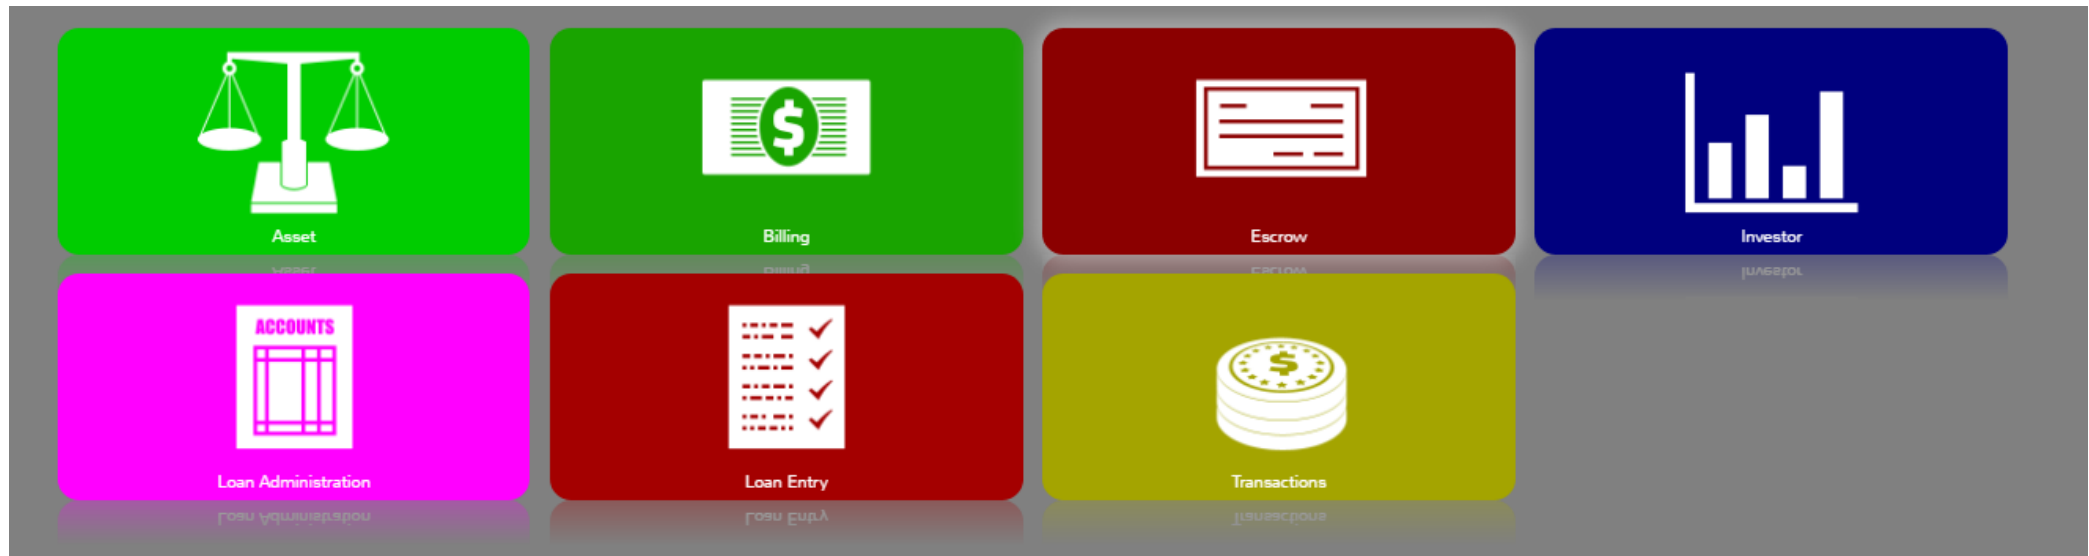 Asset
Billing
Escrow
Investor
ACCOUNTS
Loan Administration
Loan Entry
$
$
Transactions